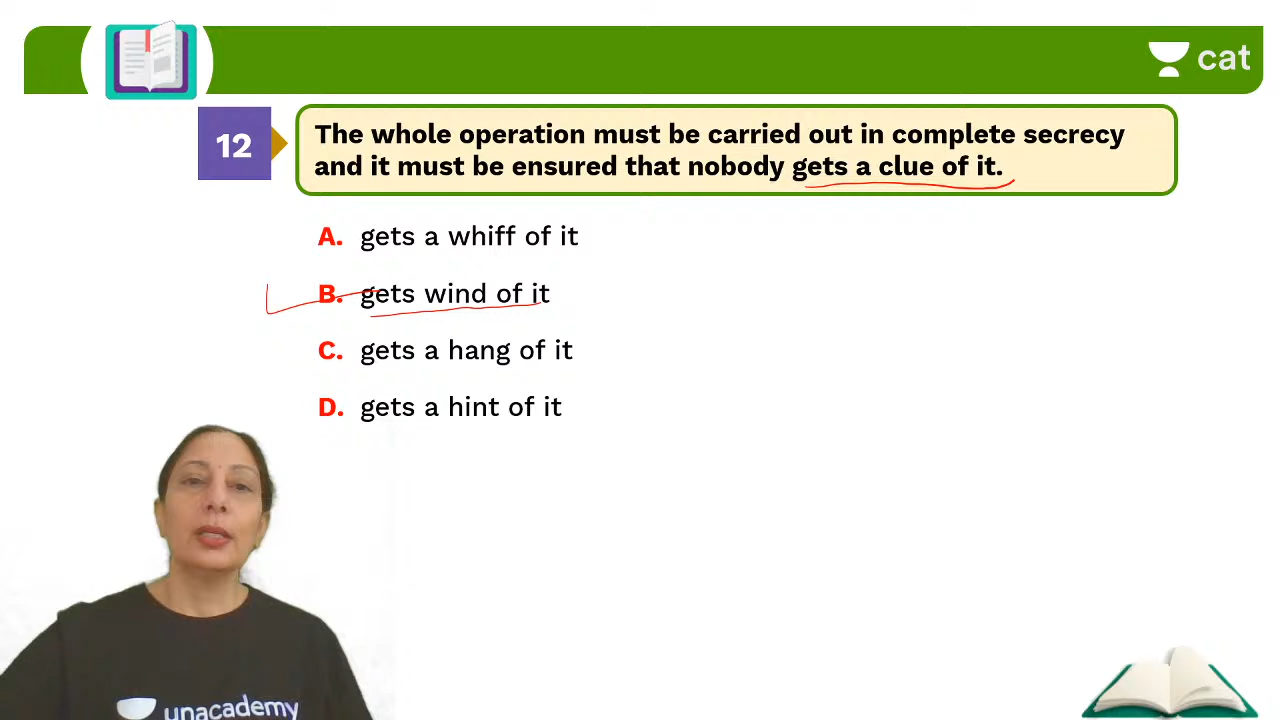 cat
12
The whole operation must be carried out in complete secrecy
and it must be ensured that nobody gets a clue of it.
A. gets a whiff of it
B. gets wind of it
C. gets a hang of it
D. gets a hint of it
unacademy